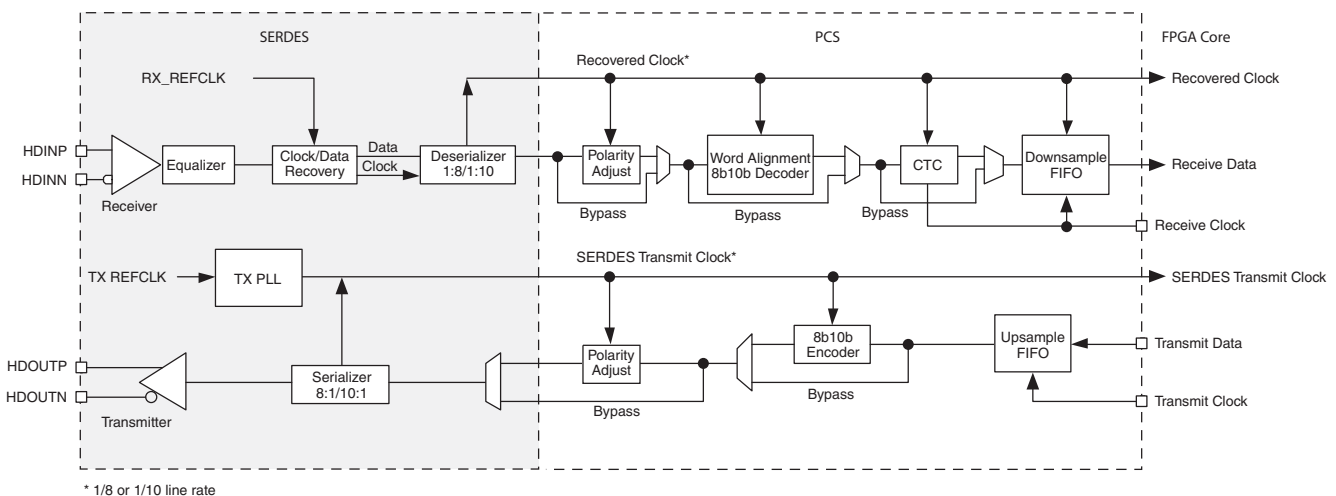 SERDES
PCS
FPGA Core
RX_REFCLK
Recovered Clock*
Recovered Clock
HDINP
HDINN
Receiver
Equalizer
Clock/Data
Recovery
Data
Clock
Deserializer
1:8/1:10
Polarity
Adjust
Bypass
Word Alignment
8b10b Decoder
Bypass
CTC
Bypass
Downsample
FIFO
Receive Data
Receive Clock
TX REFCLK
TX PLL
SERDES Transmit Clock*
SERDES Transmit Clock
HDOUTP
HDOUTN
Transmitter
Serializer
8:1/10:1
Polarity
Adjust
Bypass
8b10b
Encoder
Bypass
Upsample
FIFO
Transmit Data
Transmit Clock
* 1/8 or 1/10 line rate